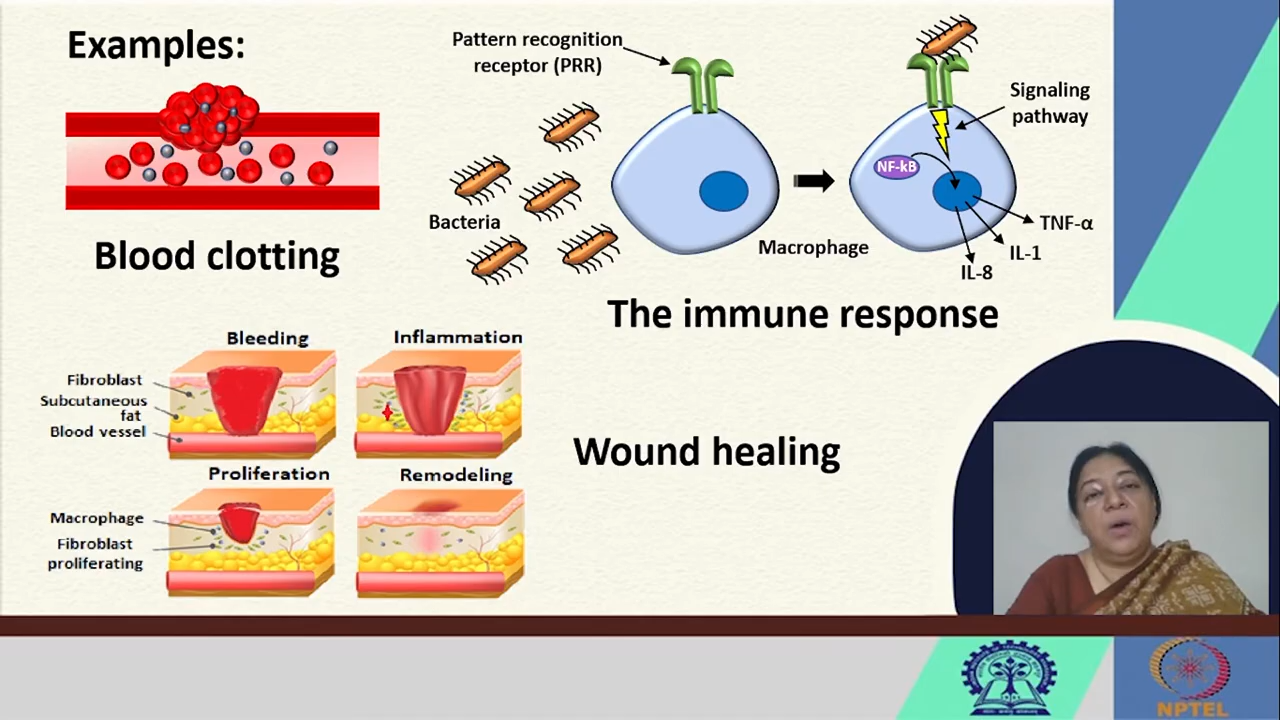 Examples:
Blood clotting
Pattern recognition
receptor (PRR)
Bacteria
Macrophage
Signaling
pathway
NF-kB
TNF-α
IL-1
IL-8
The immune response
Bleeding
Inflammation
Fibroblast
Subcutaneous
fat
Blood vessel
Proliferation
Remodeling
Macrophage
Fibroblast
proliferating
Wound healing
NPTEL